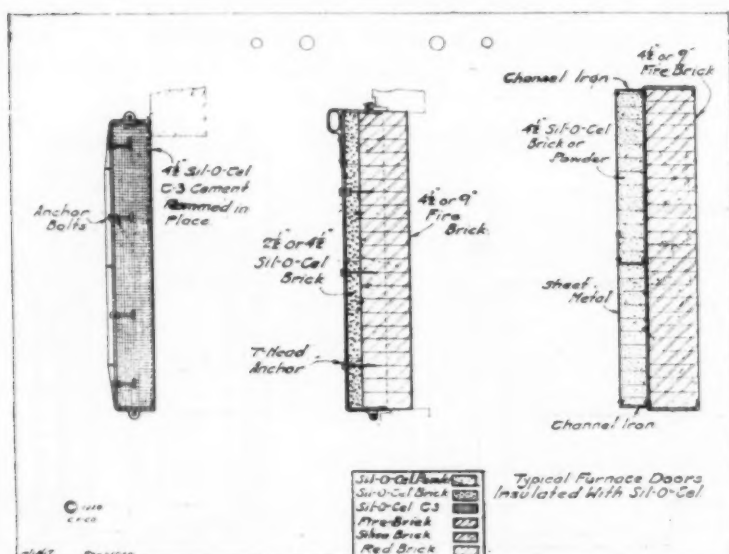 4½" Sil-O-Cel
C-3 Cement
Rammed in
Place
Anchor
Bolts
2½" or 4½"
Sil-O-Cel
Brick
T-Head
Anchor
4½" or 9"
Fire
Brick
Channel Iron
4½" or 9"
Fire Brick
4½" Sil-O-Cel
Brick or
Powder
Sheet
Metal
Channel Iron
Sil-O-Cel Powder
Sil-O-Cel Brick
Sil-O-Cel C3
Fire Brick
Silica Brick
Red Brick
Typical Furnace Doors
Insulated With Sil-O-Cel
©